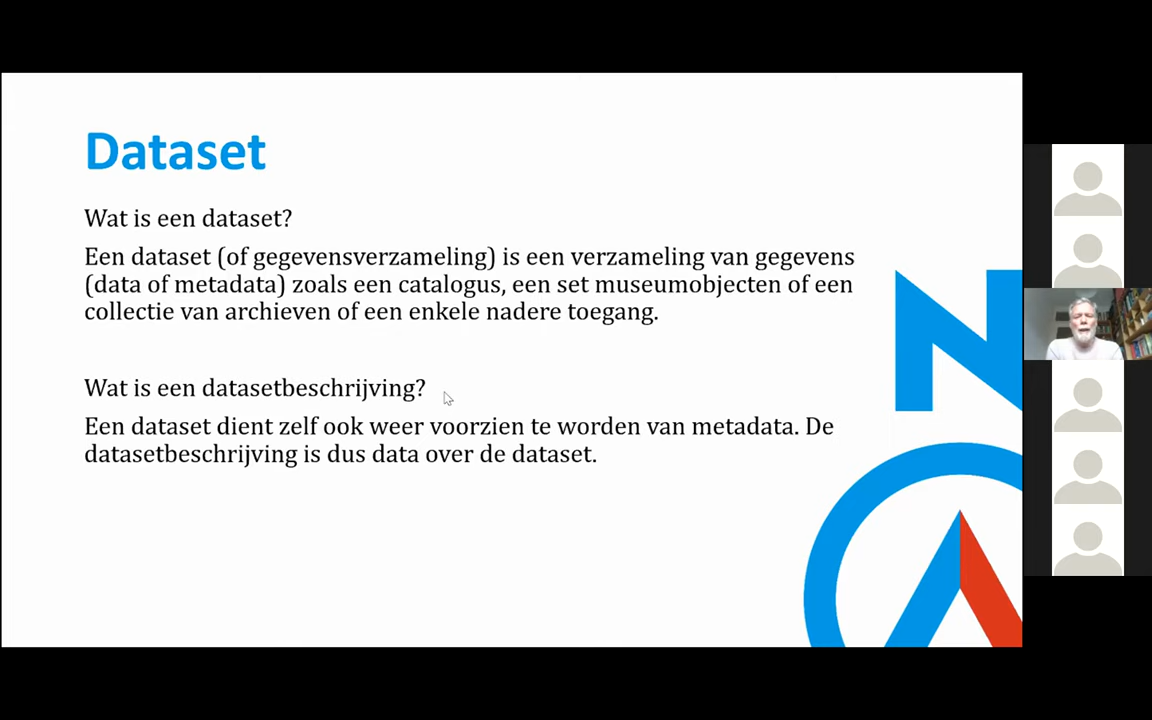 Dataset
Wat is een dataset?
Een dataset (of gegevensverzameling) is een verzameling van gegevens
(data of metadata) zoals een catalogus, een set museumobjecten of een
collectie van archieven of een enkele nadere toegang.
Wat is een datasetbeschrijving?
Een dataset dient zelf ook weer voorzien te worden van metadata. De
datasetbeschrijving is dus data over de dataset.
N